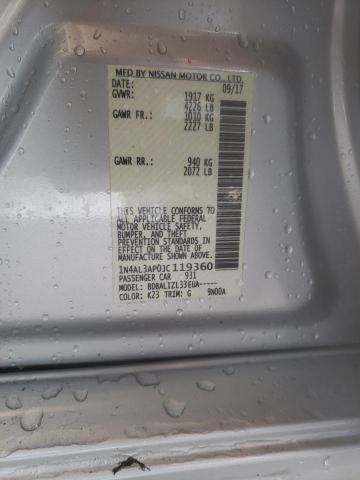 MFD. BY NISSAN MOTOR CO., LTD.
DATE: 09/17
GVWR: 1917 KG
4226 LB
GAWR FR.: 1010 KG
2227 LB
GAWR RR.: 940 KG
2072 LB
THIS VEHICLE CONFORMS TO
ALL APPLICABLE FEDERAL
MOTOR VEHICLE SAFETY,
BUMPER, AND THEFT
PREVENTION STANDARDS IN
EFFECT ON THE DATE OF
MANUFACTURE SHOWN ABOVE.
1N4AL3AP0JC119360
PASSENGER CAR 931
MODEL: BDBALIZL33EUA-----
COLOR: K23 TRIM: G 9N00A